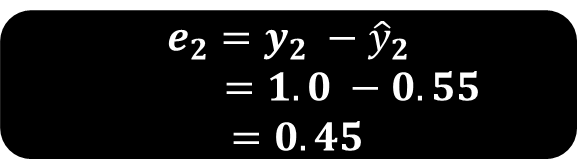 e₂ = y₂ − ŷ₂
= 1.0 − 0.55
= 0.45